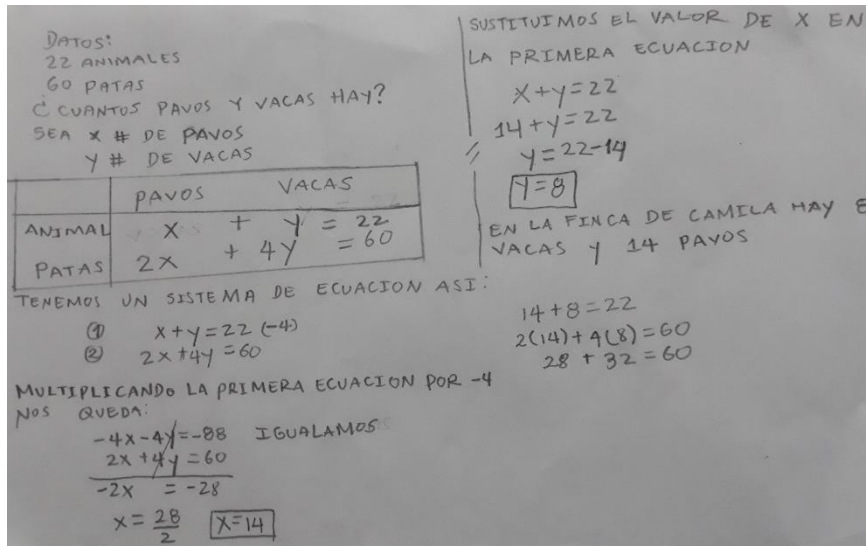 DATOS:
22 ANIMALES
60 PATAS
¿ CUANTOS PAVOS Y VACAS HAY?
SEA X # DE PAVOS
Y # DE VACAS
PAVOS VACAS
ANIMAL X + Y = 22
PATAS 2X + 4Y = 60
TENEMOS UN SISTEMA DE ECUACION ASI:
① X+Y=22 (-4)
② 2X+4Y=60
MULTIPLICANDO LA PRIMERA ECUACION POR -4
NOS QUEDA:
-4X-4Y=-88 IGUALAMOS
2X+4Y=60
-2X = -28
X = 28/2 X=14
SUSTITUIMOS EL VALOR DE X EN
LA PRIMERA ECUACION
X+Y=22
14+Y=22
// Y=22-14
Y=8
EN LA FINCA DE CAMILA HAY 8
VACAS Y 14 PAVOS
14+8=22
2(14)+4(8)=60
28+32=60